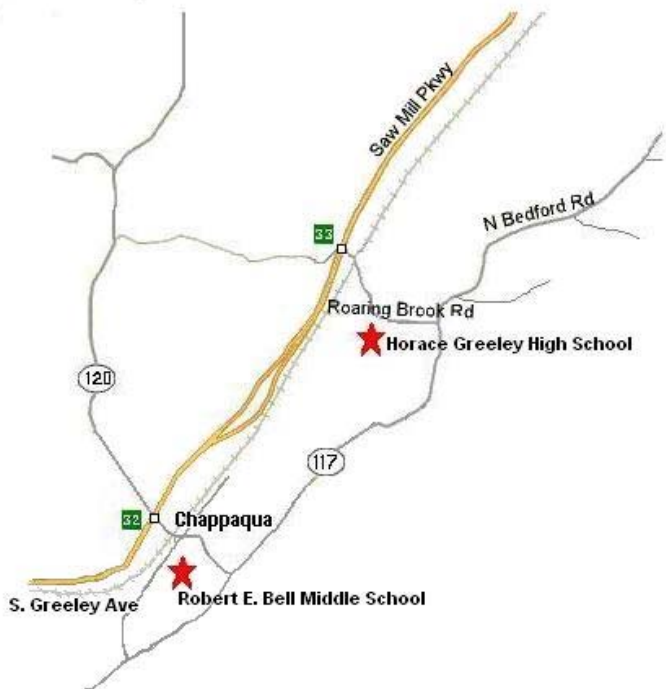 Saw Mill Pkwy
N Bedford Rd
33
Roaring Brook Rd
Horace Greeley High School
120
117
32
Chappaqua
S. Greeley Ave
Robert E. Bell Middle School